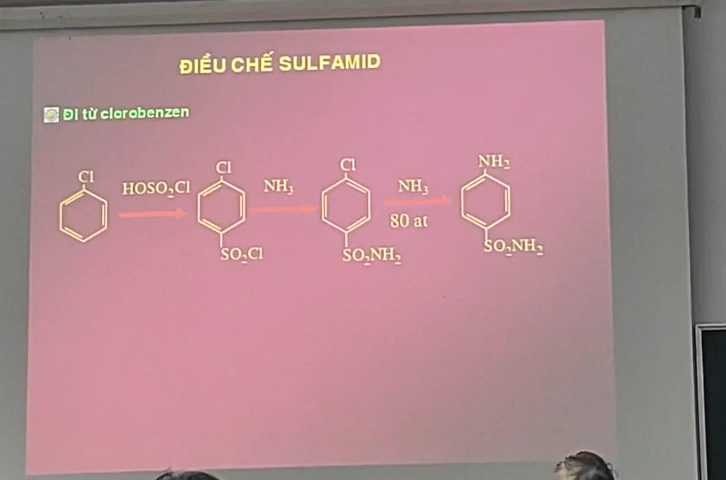 ĐIỀU CHẾ SULFAMID
Đi từ clorobenzen
Cl HOSO₂Cl Cl NH₃ Cl NH₃ NH₂
80 at
SO₂Cl SO₂NH₂ SO₂NH₂